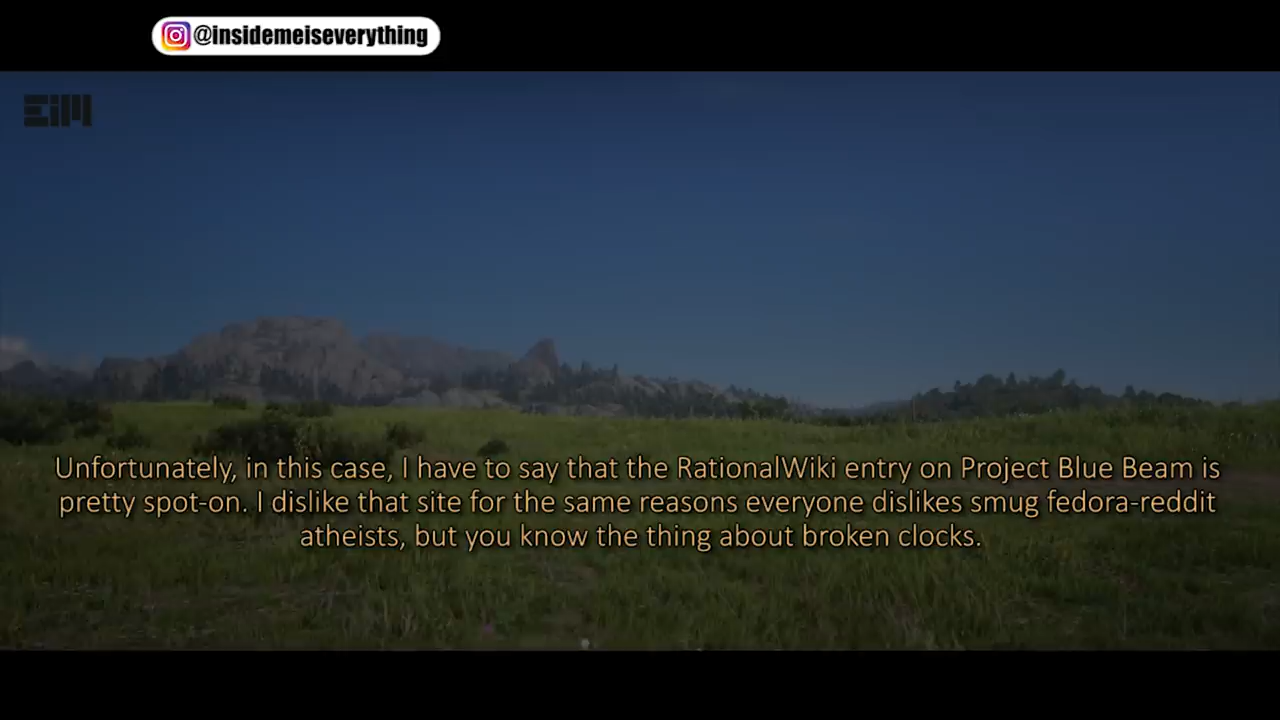 @insidemeiseverything
EiM
Unfortunately, in this case, I have to say that the RationalWiki entry on Project Blue Beam is
pretty spot-on. I dislike that site for the same reasons everyone dislikes smug fedora-reddit
atheists, but you know the thing about broken clocks.